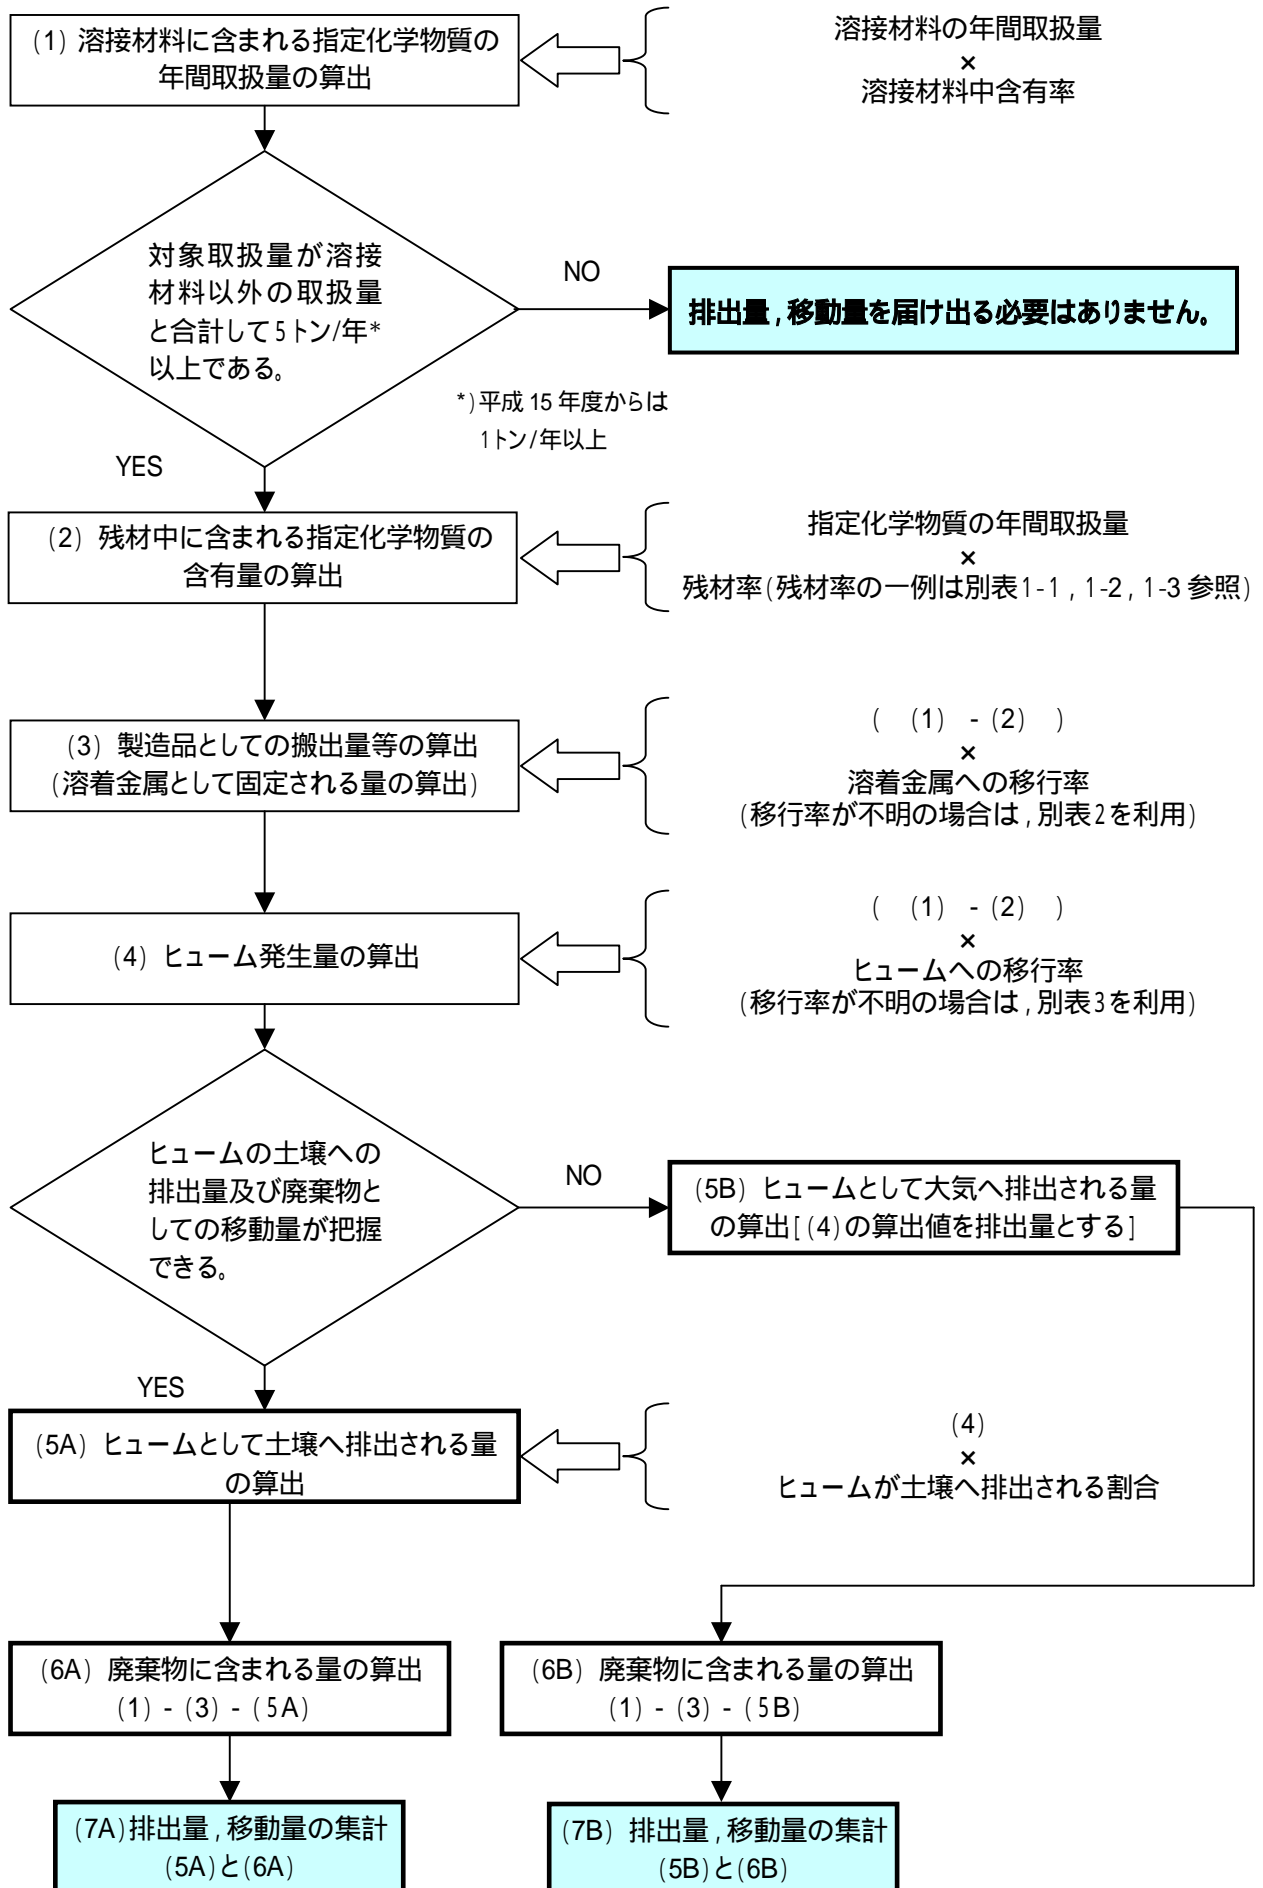 (1) 溶接材料に含まれる指定化学物質の
年間取扱量の算出
溶接材料の年間取扱量
×
溶接材料中含有率
対象取扱量が溶接
材料以外の取扱量
と合計して5トン/年*
以上である。
NO
排出量,移動量を届け出る必要はありません。
*)平成 15 年度からは
1トン/年以上
YES
(2) 残材中に含まれる指定化学物質の
含有量の算出
指定化学物質の年間取扱量
×
残材率(残材率の一例は別表1-1, 1-2, 1-3 参照)
(3) 製造品としての搬出量等の算出
(溶着金属として固定される量の算出)
( (1) - (2) )
×
溶着金属への移行率
(移行率が不明の場合は,別表2を利用)
(4) ヒューム発生量の算出
( (1) - (2) )
×
ヒュームへの移行率
(移行率が不明の場合は,別表3を利用)
ヒュームの土壌への
排出量及び廃棄物と
しての移動量が把握
できる。
NO
(5B) ヒュームとして大気へ排出される量
の算出[(4)の算出値を排出量とする]
YES
(5A) ヒュームとして土壌へ排出される量
の算出
(4)
×
ヒュームが土壌へ排出される割合
(6A) 廃棄物に含まれる量の算出
(1) - (3) - (5A)
(6B) 廃棄物に含まれる量の算出
(1) - (3) - (5B)
(7A)排出量,移動量の集計
(5A)と(6A)
(7B) 排出量,移動量の集計
(5B)と(6B)